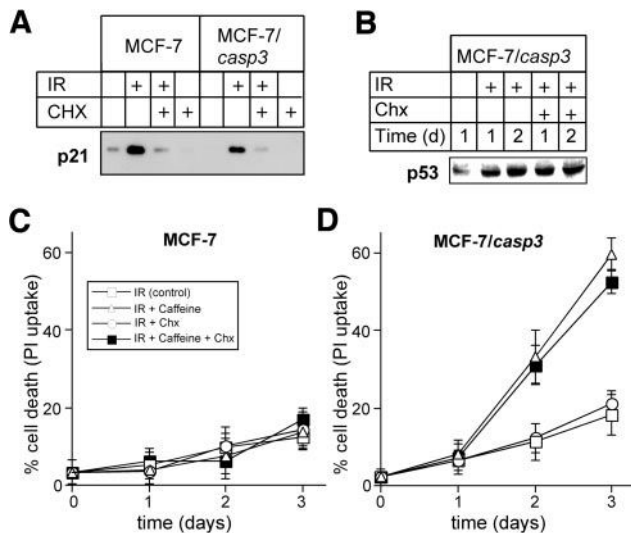 A
MCF-7
MCF-7/
casp3
IR
+
+
+
+
CHX
+
+
+
+
p21
B
MCF-7/casp3
IR
+
+
+
+
Chx
+
+
Time (d)
1
1
2
1
2
p53
C
MCF-7
60
40
20
0
% cell death (PI uptake)
IR (control)
IR + Caffeine
IR + Chx
IR + Caffeine + Chx
0
1
2
3
time (days)
D
MCF-7/casp3
60
40
20
0
% cell death (PI uptake)
0
1
2
3
time (days)